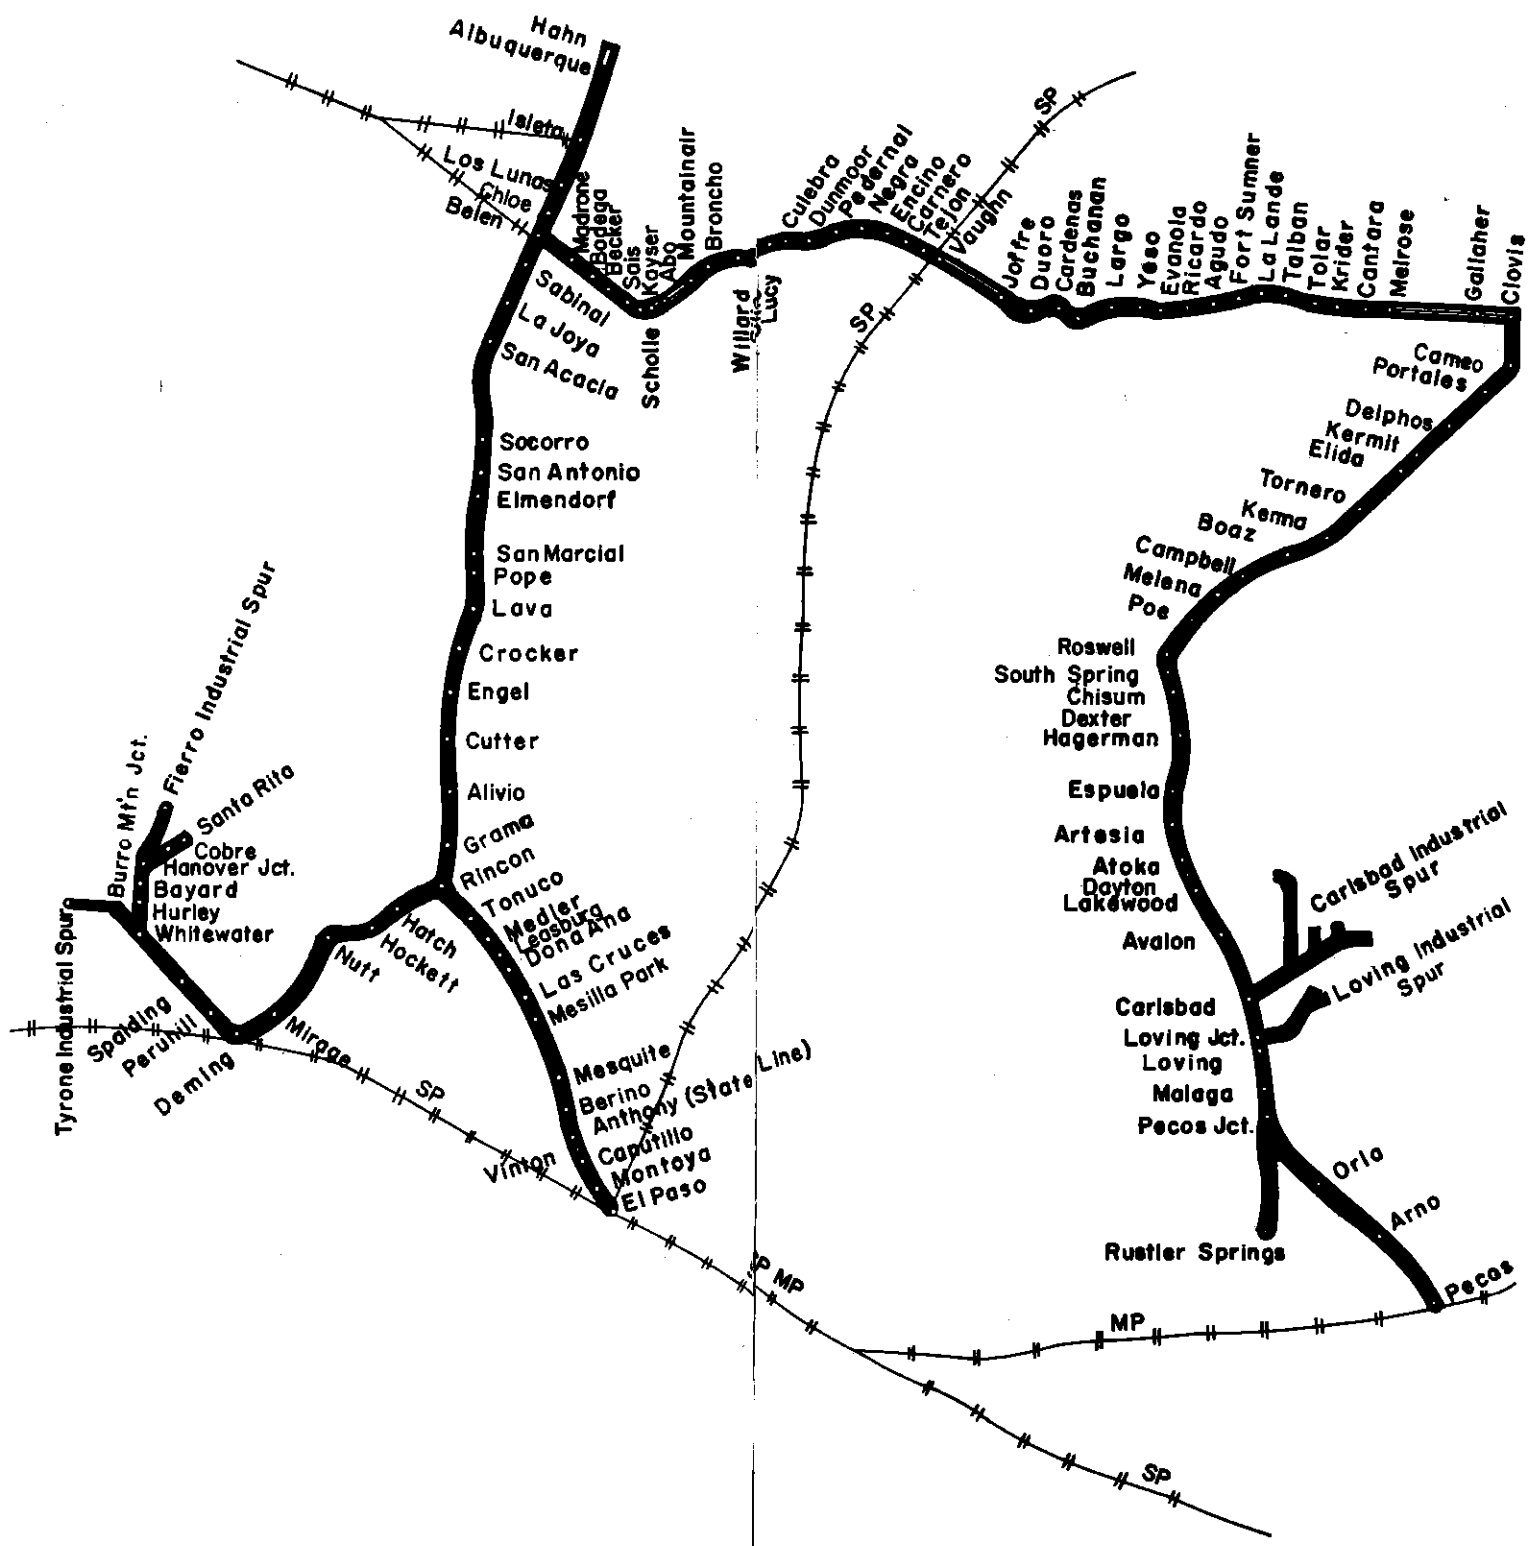 Hahn
Albuquerque
Isleta
Los Lunas
Chloe
Belen
Madrone
Bodega
Becker
Sais
Kayser
Abo
Mountainair
Broncho
Scholle
Willard
Lucy
Culebra
Dunmoor
Pedernal
Negra
Encino
Carnero
Tejon
Vaughn
SP
SP
Joffre
Duoro
Cardenas
Buchanan
Largo
Yeso
Evanola
Ricardo
Agudo
Fort Sumner
La Lande
Taiban
Tolar
Krider
Cantara
Melrose
Gallaher
Clovis
Cameo
Portales
Delphos
Kermit
Elida
Tornero
Kenna
Boaz
Campbell
Melena
Poe
Roswell
South Spring
Chisum
Dexter
Hagerman
Espuela
Artesia
Atoka
Dayton
Lakewood
Avalon
Carlsbad Industrial
Spur
Carlsbad
Loving Industrial
Spur
Loving Jct.
Loving
Malaga
Pecos Jct.
Rustler Springs
Orla
Arno
Pecos
MP
Sabinal
La Joya
San Acacia
Socorro
San Antonio
Elmendorf
San Marcial
Pope
Lava
Crocker
Engel
Cutter
Alivio
Grama
Rincon
Tonuco
Medler
Leasburg
Dona Ana
Las Cruces
Mesilla Park
Mesquite
Berino
Anthony (State Line)
Vinton
Caputillo
Montoya
El Paso
Hatch
Hockett
Nutt
Mirage
Deming
Peruhill
Spalding
Whitewater
Hurley
Bayard
Hanover Jct.
Cobre
Santa Rita
Fierro Industrial Spur
Burro Mt'n Jct.
Tyrone Industrial Spur
SP
SP MP
SP